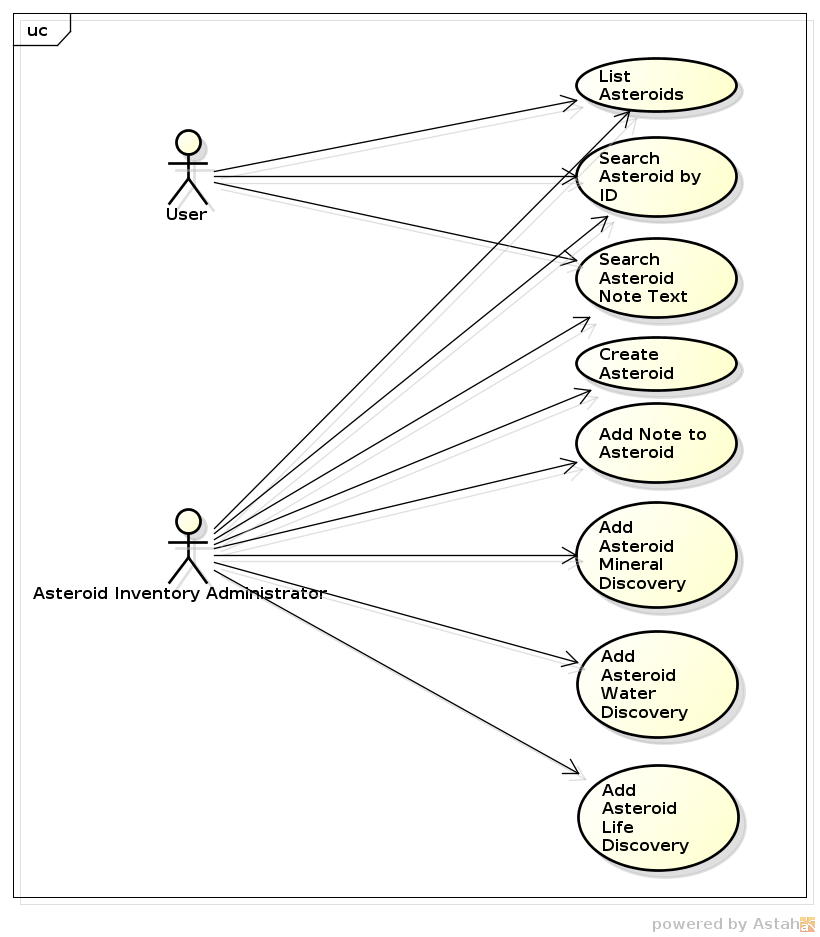 uc
List
Asteroids
Search
Asteroid by
ID
User
Search
Asteroid
Note Text
Create
Asteroid
Add Note to
Asteroid
Add
Asteroid
Mineral
Discovery
Asteroid Inventory Administrator
Add
Asteroid
Water
Discovery
Add
Asteroid
Life
Discovery
powered by Astah